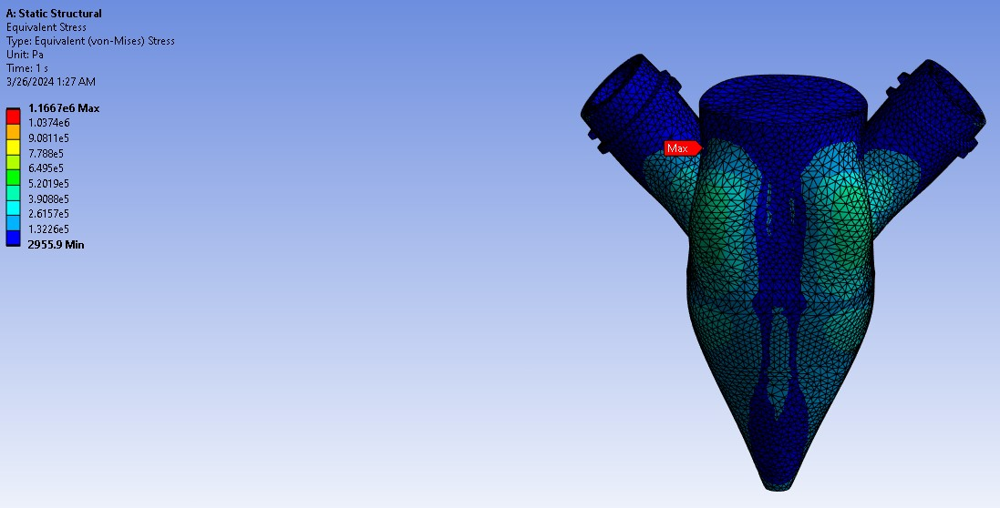 A: Static Structural
Equivalent Stress
Type: Equivalent (von-Mises) Stress
Unit: Pa
Time: 1 s
3/26/2024 1:27 AM
1.1667e6 Max
1.0374e6
9.0811e5
7.788e5
6.495e5
5.2019e5
3.9088e5
2.6157e5
1.3226e5
2955.9 Min
Max